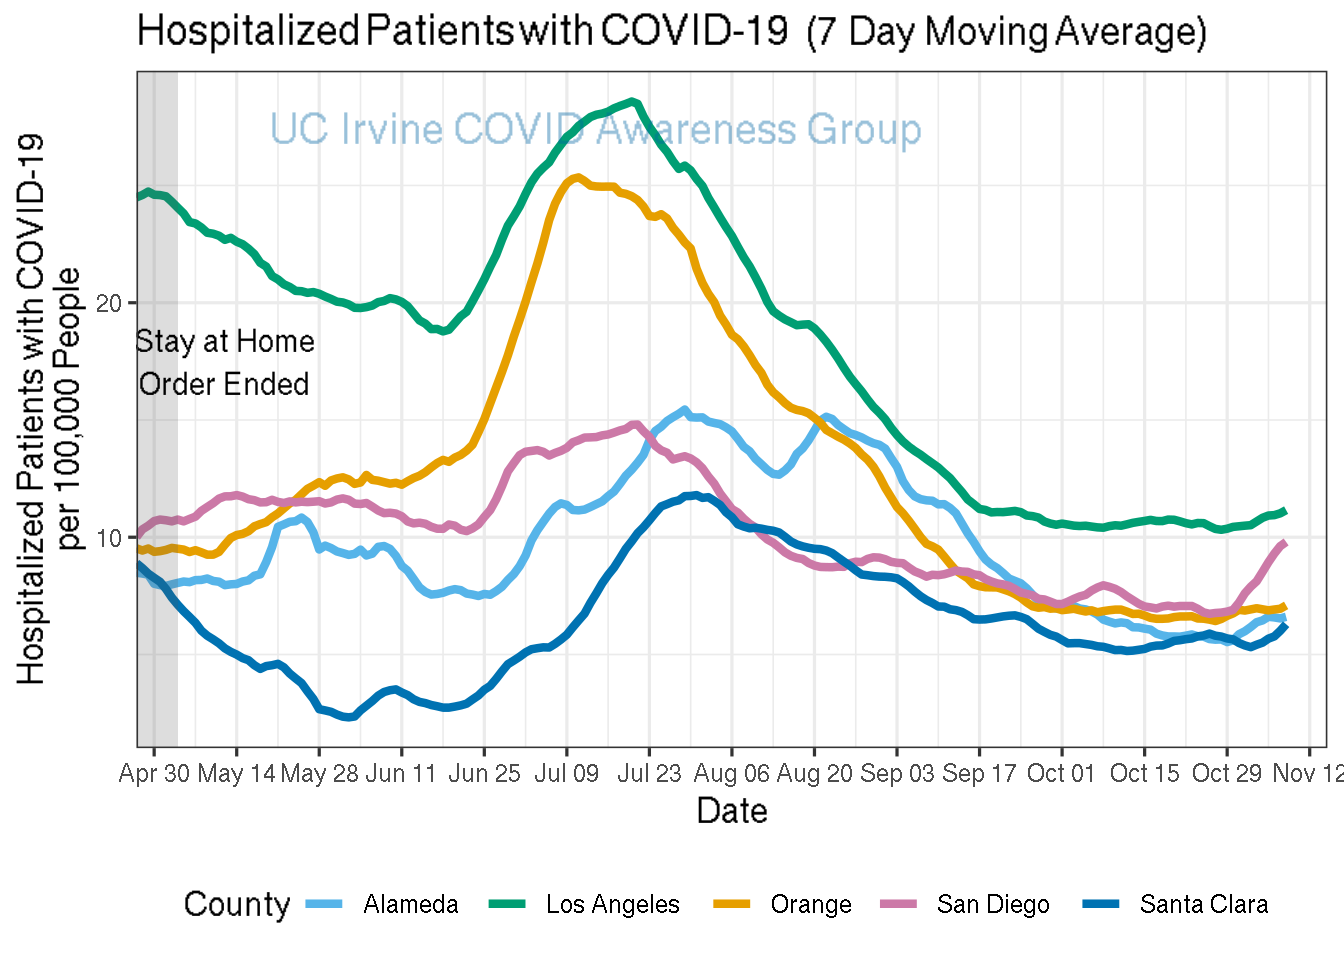 Hospitalized Patients with COVID-19 (7 Day Moving Average)
UC Irvine COVID Awareness Group
Hospitalized Patients with COVID-19
per 100,000 People
20
10
Stay at Home
Order Ended
Apr 30 May 14 May 28 Jun 11 Jun 25 Jul 09 Jul 23 Aug 06 Aug 20 Sep 03 Sep 17 Oct 01 Oct 15 Oct 29 Nov 12
Date
County Alameda Los Angeles Orange San Diego Santa Clara